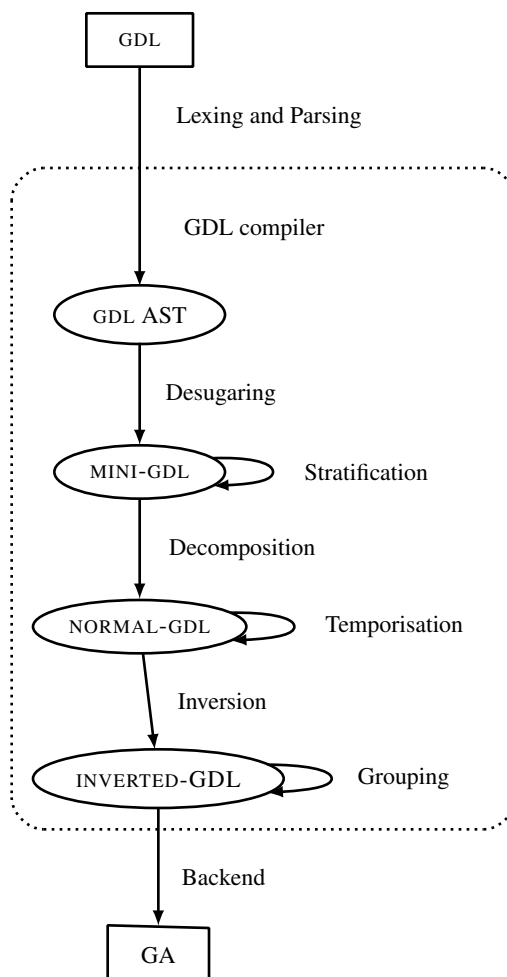 GDL
Lexing and Parsing
GDL compiler
GDL AST
Desugaring
MINI-GDL
Stratification
Decomposition
NORMAL-GDL
Temporisation
Inversion
INVERTED-GDL
Grouping
Backend
GA